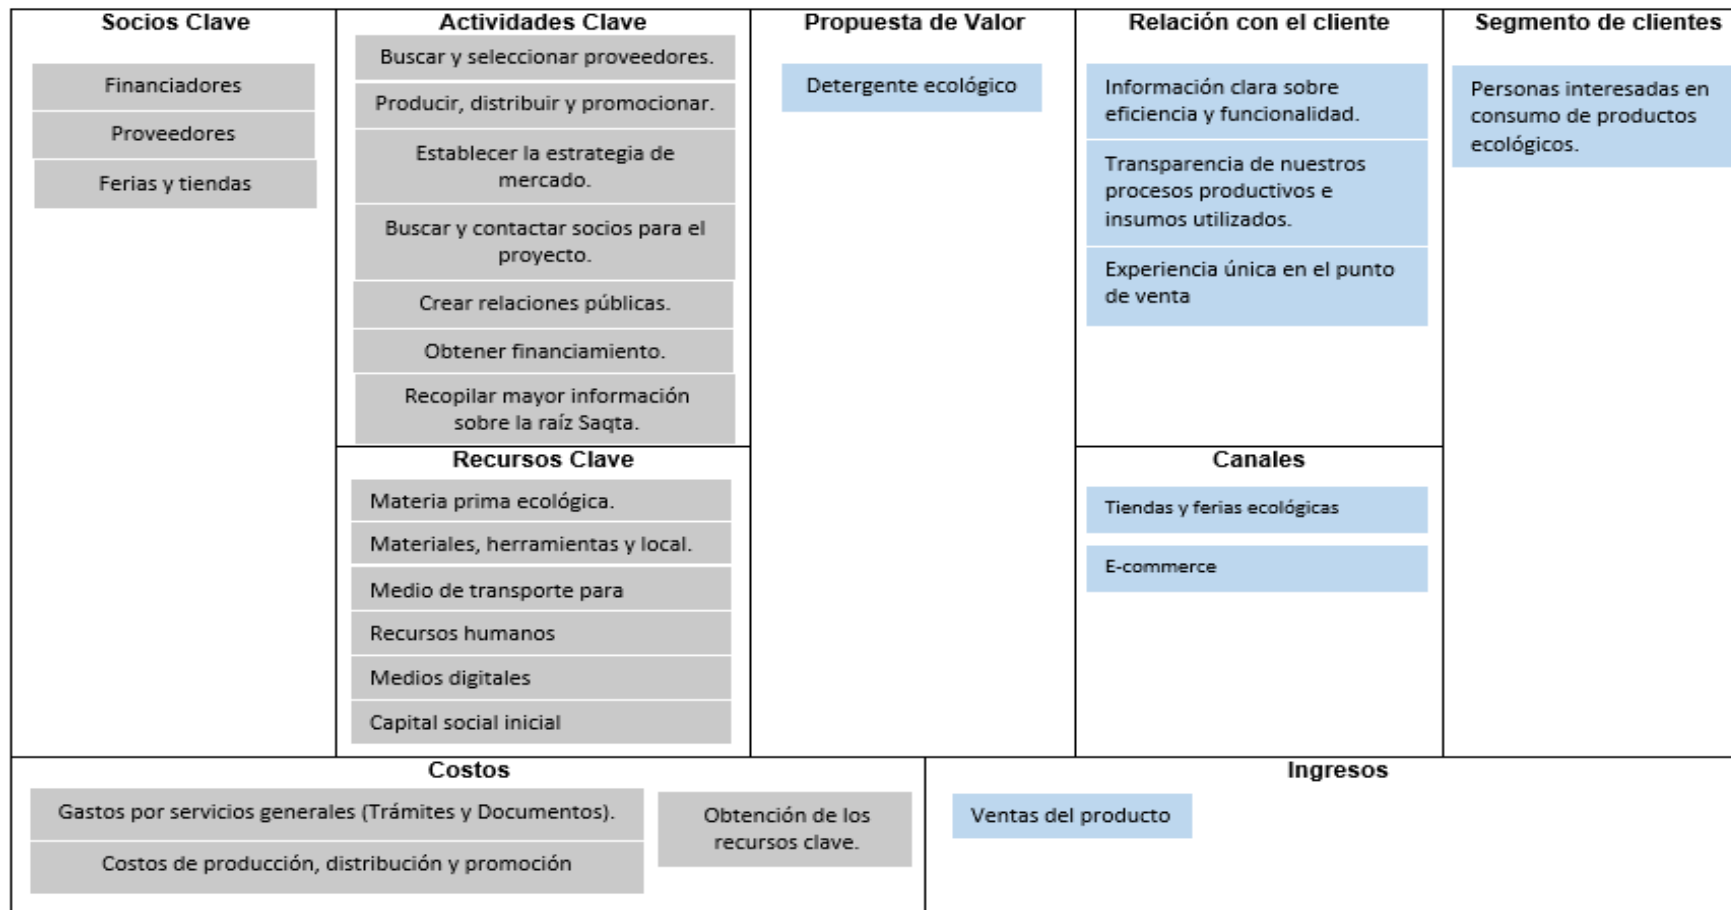 Socios Clave
Financiadores
Proveedores
Ferias y tiendas
Actividades Clave
Buscar y seleccionar proveedores.
Producir, distribuir y promocionar.
Establecer la estrategia de
mercado.
Buscar y contactar socios para el
proyecto.
Crear relaciones públicas.
Obtener financiamiento.
Recopilar mayor información
sobre la raíz Saqta.
Recursos Clave
Materia prima ecológica.
Materiales, herramientas y local.
Medio de transporte para
Recursos humanos
Medios digitales
Capital social inicial
Propuesta de Valor
Detergente ecológico
Relación con el cliente
Información clara sobre
eficiencia y funcionalidad.
Transparencia de nuestros
procesos productivos e
insumos utilizados.
Experiencia única en el punto
de venta
Canales
Tiendas y ferias ecológicas
E-commerce
Segmento de clientes
Personas interesadas en
consumo de productos
ecológicos.
Costos
Gastos por servicios generales (Trámites y Documentos).
Costos de producción, distribución y promoción
Obtención de los
recursos clave.
Ingresos
Ventas del producto